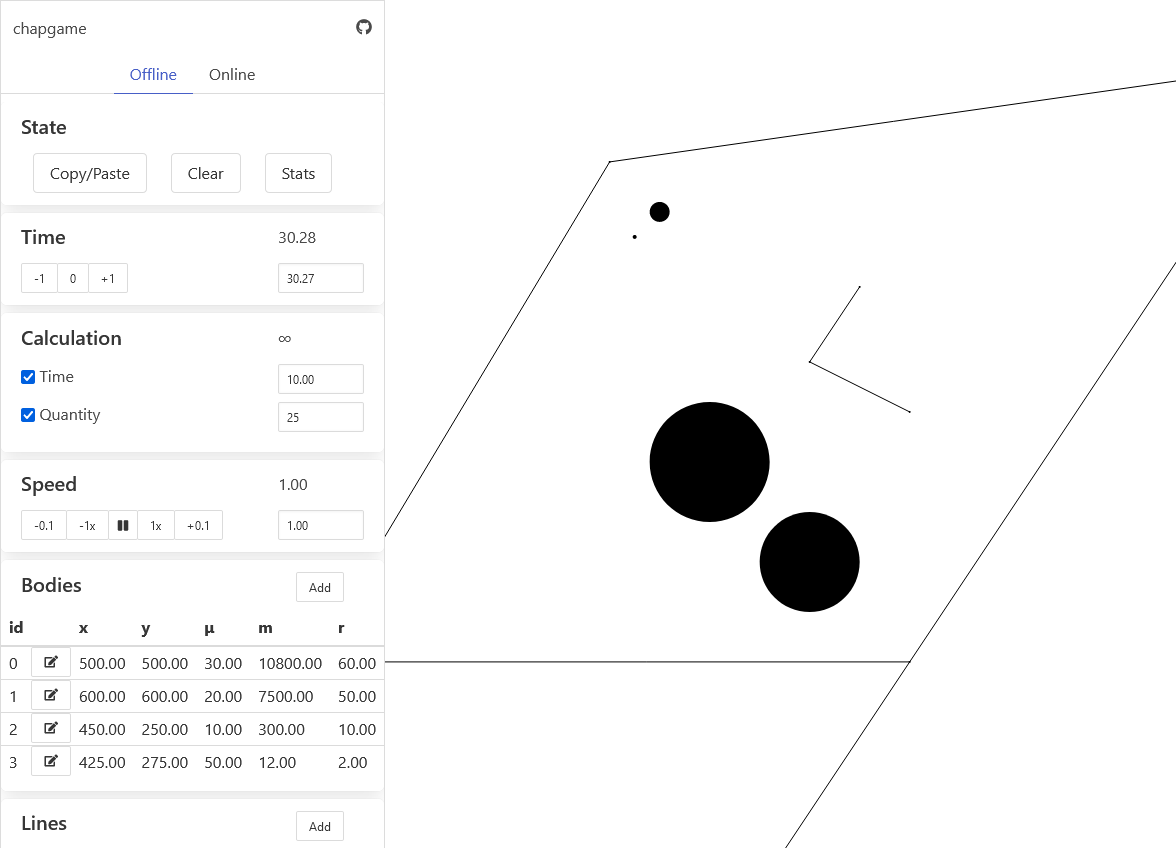 chapgame
Offline Online
State
Copy/Paste Clear Stats
Time 30.28
-1 0 +1 30.27
Calculation ∞
Time 10.00
Quantity 25
Speed 1.00
-0.1 -1x 1x +0.1 1.00
Bodies Add
id x y μ m r
0 500.00 500.00 30.00 10800.00 60.00
1 600.00 600.00 20.00 7500.00 50.00
2 450.00 250.00 10.00 300.00 10.00
3 425.00 275.00 50.00 12.00 2.00
Lines Add